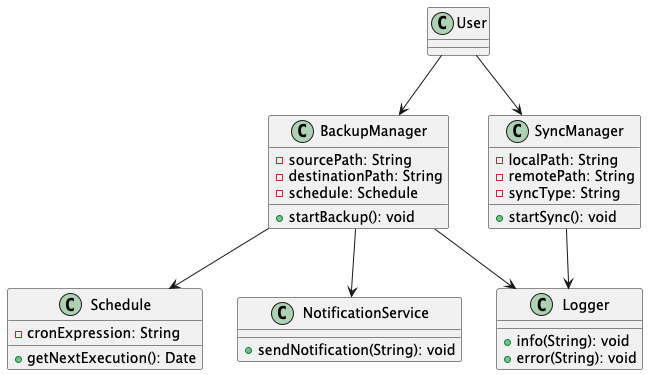 C User
C BackupManager
sourcePath: String
destinationPath: String
schedule: Schedule
startBackup(): void
C SyncManager
localPath: String
remotePath: String
syncType: String
startSync(): void
C Schedule
cronExpression: String
getNextExecution(): Date
C NotificationService
sendNotification(String): void
C Logger
info(String): void
error(String): void